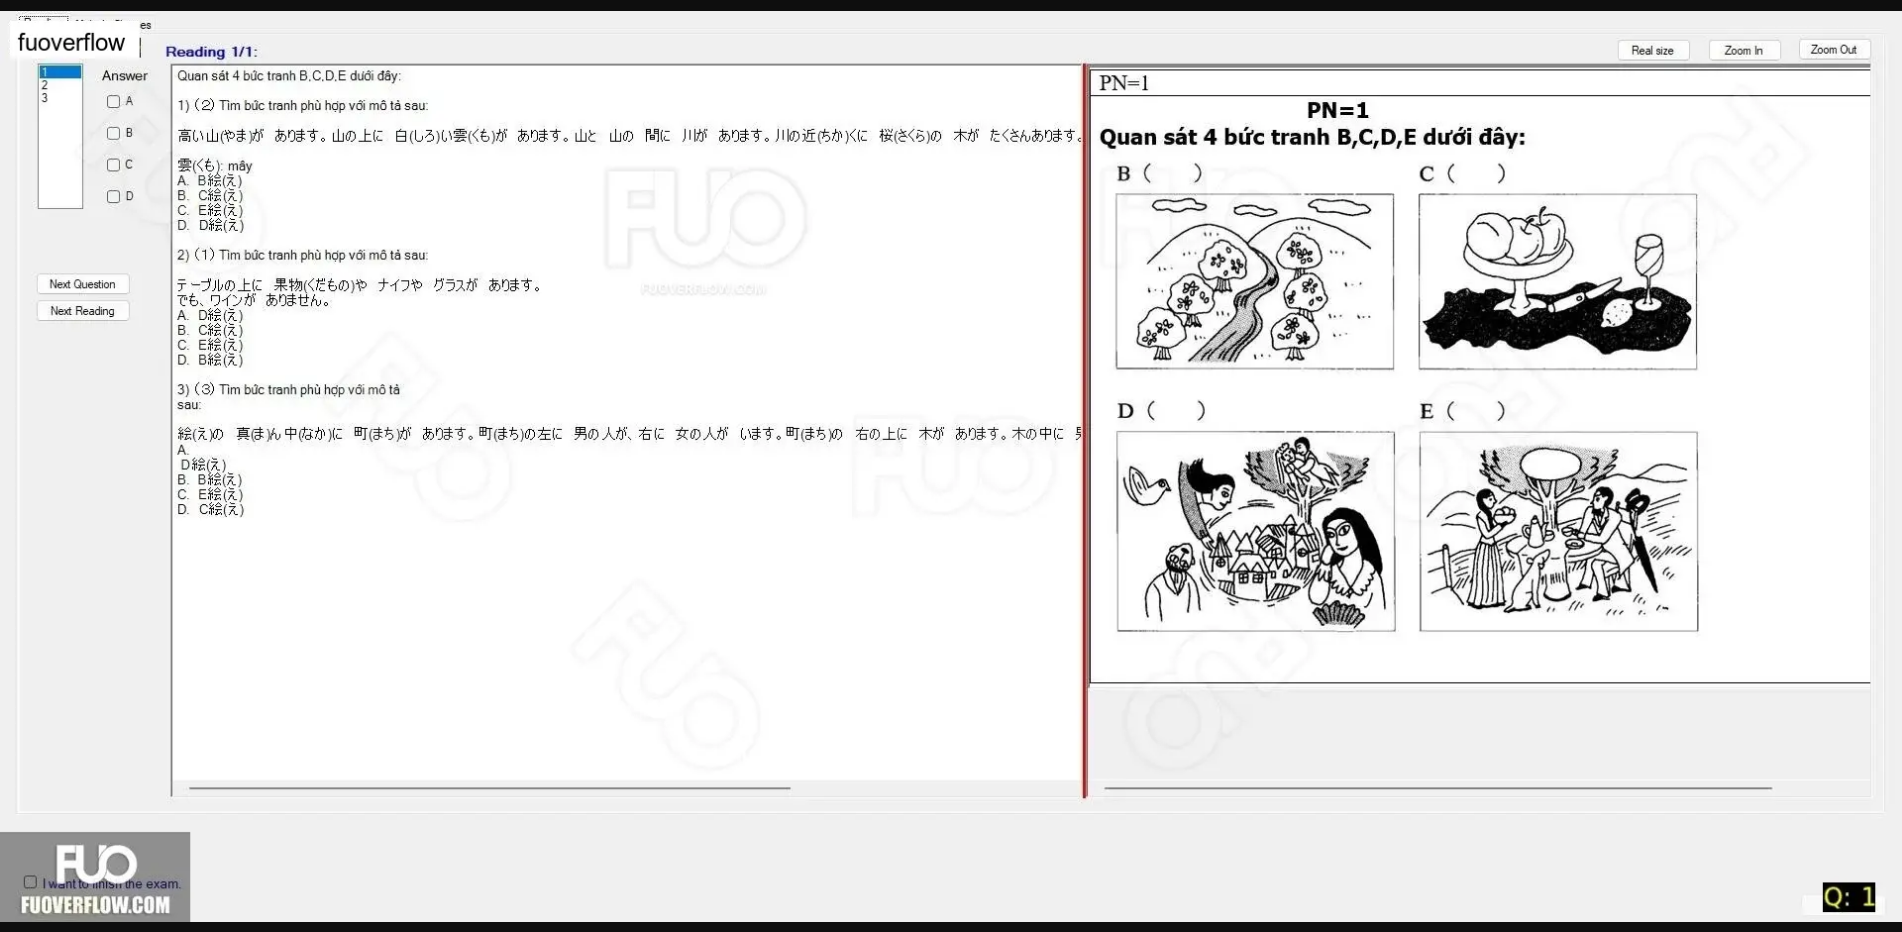 es
fuoverflow
Reading 1/1:
Real size
Zoom In
Zoom Out
1
2
3
Answer
A
B
C
D
Next Question
Next Reading
Quan sát 4 bức tranh B,C,D,E dưới đây:
1) (2) Tìm bức tranh phù hợp với mô tả sau:
高い山(やま)が あります。山の上に 白(しろ)い雲(くも)が あります。山と 山の 間に 川が あります。川の近(ちか)くに 桜(さくら)の 木が たくさんあります。
雲(くも): mây
A. B絵(え)
B. C絵(え)
C. E絵(え)
D. D絵(え)
2) (1) Tìm bức tranh phù hợp với mô tả sau:
テーブルの上に 果物(くだもの)や ナイフや グラスが あります。
でも、ワインが ありません。
A. D絵(え)
B. C絵(え)
C. E絵(え)
D. B絵(え)
3) (3) Tìm bức tranh phù hợp với mô tả
sau:
絵(え)の 真(ま)ん中(なか)に 町(まち)が あります。町(まち)の左に 男の人が、右に 女の人が います。町(まち)の 右の上に 木が あります。木の中に
A.
D絵(え)
B. B絵(え)
C. E絵(え)
D. C絵(え)
PN=1
PN=1
Quan sát 4 bức tranh B,C,D,E dưới đây:
B ( )
C ( )
D ( )
E ( )
FUO
FUOVERFLOW.COM
FUO
I want to finish the exam.
FUOVERFLOW.COM
Q: 1